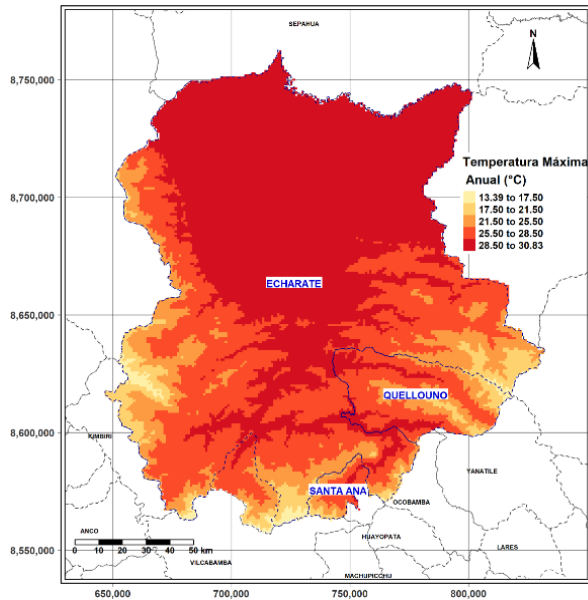 SEPAHUA
N
8,750,000
Temperatura Máxima
Anual (°C)
13.39 to 17.50
17.50 to 21.50
21.50 to 25.50
25.50 to 28.50
28.50 to 30.83
8,700,000
ECHARATE
8,650,000
QUELLOUNO
8,600,000
KIMBIRI
YANATILE
SANTA ANA
OCOBAMBA
ANCO
HUAYOPATA
LARES
0 10 20 30 40 50
km
8,550,000
VILCABAMBA
MACHUPICCHU
650,000 700,000 750,000 800,000